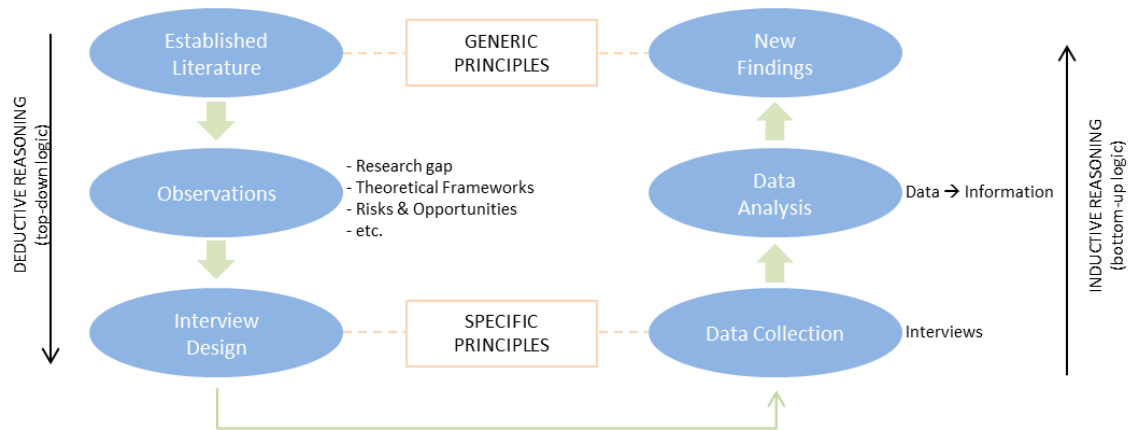 Established
Literature
GENERIC
PRINCIPLES
New
Findings
DEDUCTIVE REASONING
(top-down logic)
Observations
- Research gap
- Theoretical Frameworks
- Risks & Opportunities
- etc.
Data
Analysis
Data → Information
INDUCTIVE REASONING
(bottom-up logic)
Interview
Design
SPECIFIC
PRINCIPLES
Data Collection
Interviews